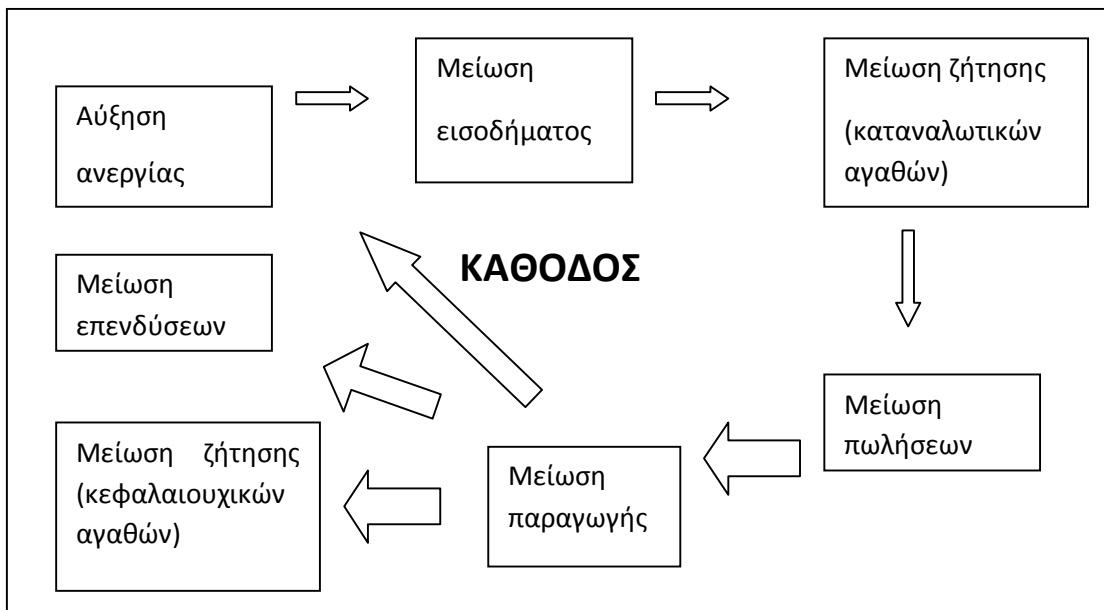 Αύξηση
ανεργίας
Μείωση
εισοδήματος
Μείωση ζήτησης
(καταναλωτικών
αγαθών)
ΚΑΘΟΔΟΣ
Μείωση
επενδύσεων
Μείωση
πωλήσεων
Μείωση ζήτησης
(κεφαλαιουχικών
αγαθών)
Μείωση
παραγωγής